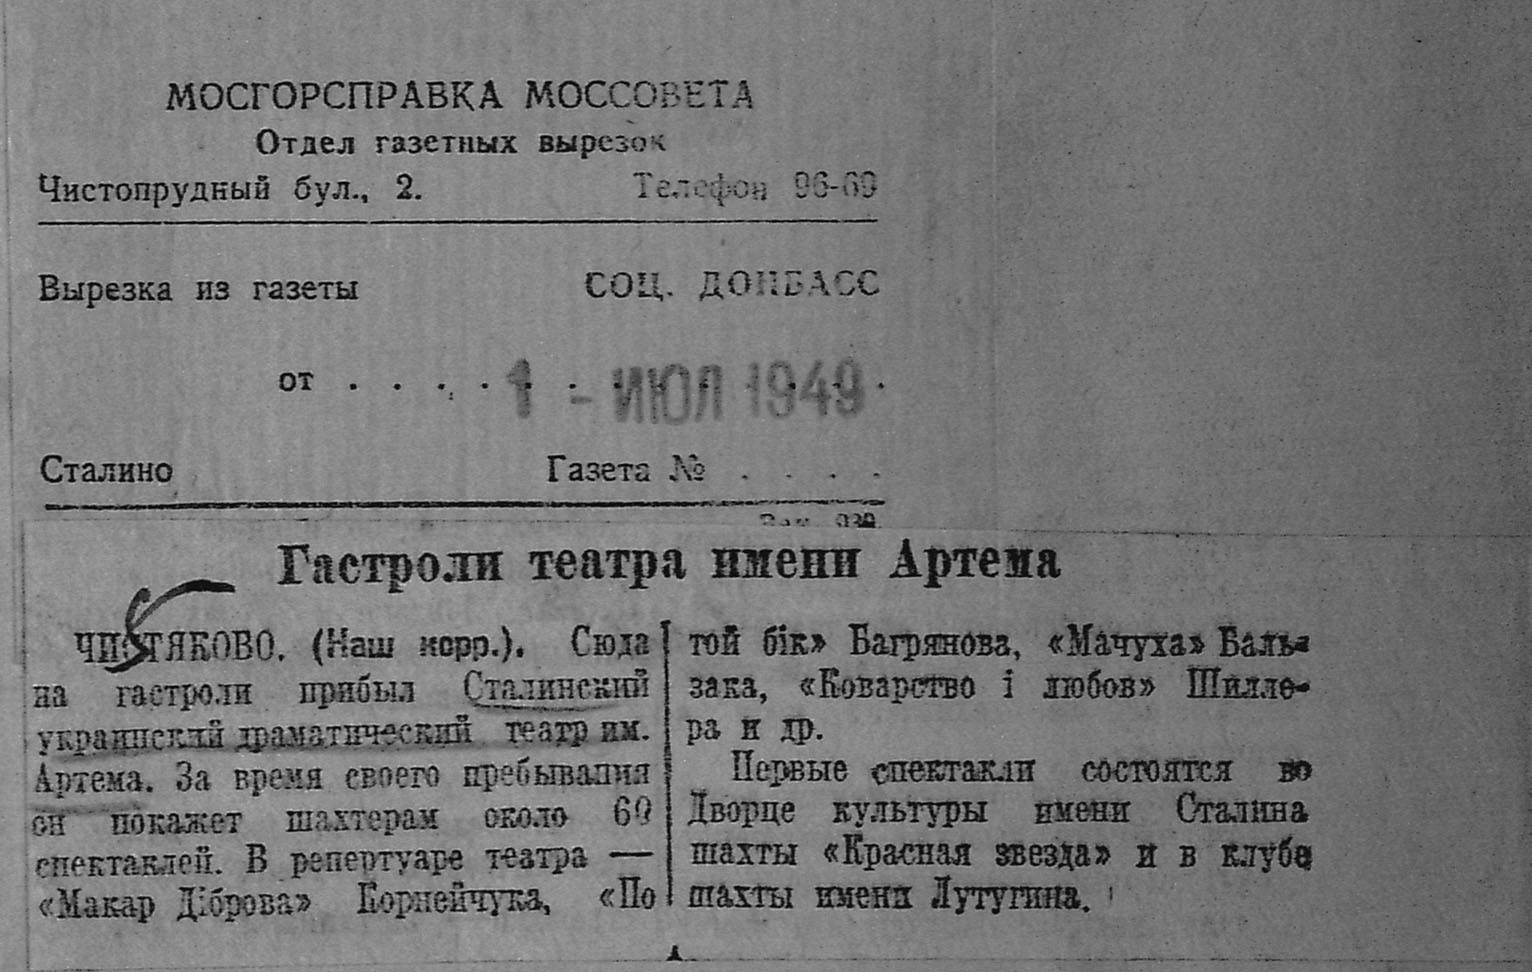 МОСГОРСПРАВКА МОССОВЕТА
Отдел газетных вырезок
Чистопрудный бул., 2. Телефон 96-69
Вырезка из газеты СОЦ. ДОНБАСС
от . . . . 1 - ИЮЛ 1949
Сталино Газета № . . . .
Гастроли театра имени Артема
ЧИСТЯКОВО. (Наш корр.). Сюда
на гастроли прибыл Сталинский
украинский драматический театр им.
Артема. За время своего пребывания
он покажет шахтерам около 60
спектаклей. В репертуаре театра —
«Макар Діброва» Корнейчука, «По
той бік» Багрянова, «Мачуха» Баль-
зака, «Коварство і любов» Шилле-
ра и др.
Первые спектакли состоятся во
Дворце культуры имени Сталина
шахты «Красная звезда» и в клубе
шахты имени Лутугина.